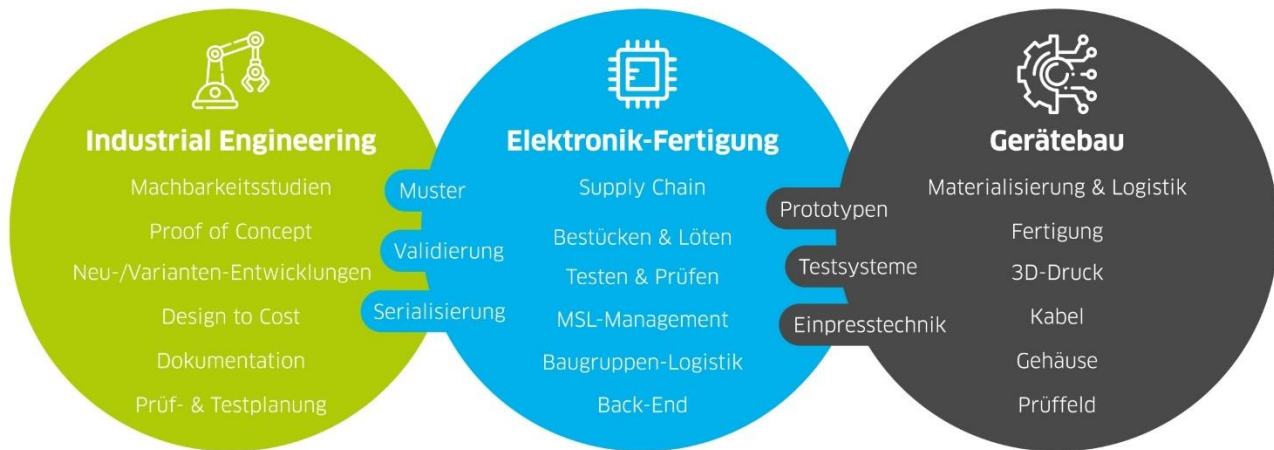 Industrial Engineering
Machbarkeitsstudien
Proof of Concept
Neu-/Varianten-Entwicklungen
Design to Cost
Dokumentation
Prüf- & Testplanung
Muster
Validierung
Serialisierung
Elektronik-Fertigung
Supply Chain
Bestücken & Löten
Testen & Prüfen
MSL-Management
Baugruppen-Logistik
Back-End
Prototypen
Testsysteme
Einpresstechnik
Gerätebau
Materialisierung & Logistik
Fertigung
3D-Druck
Kabel
Gehäuse
Prüffeld